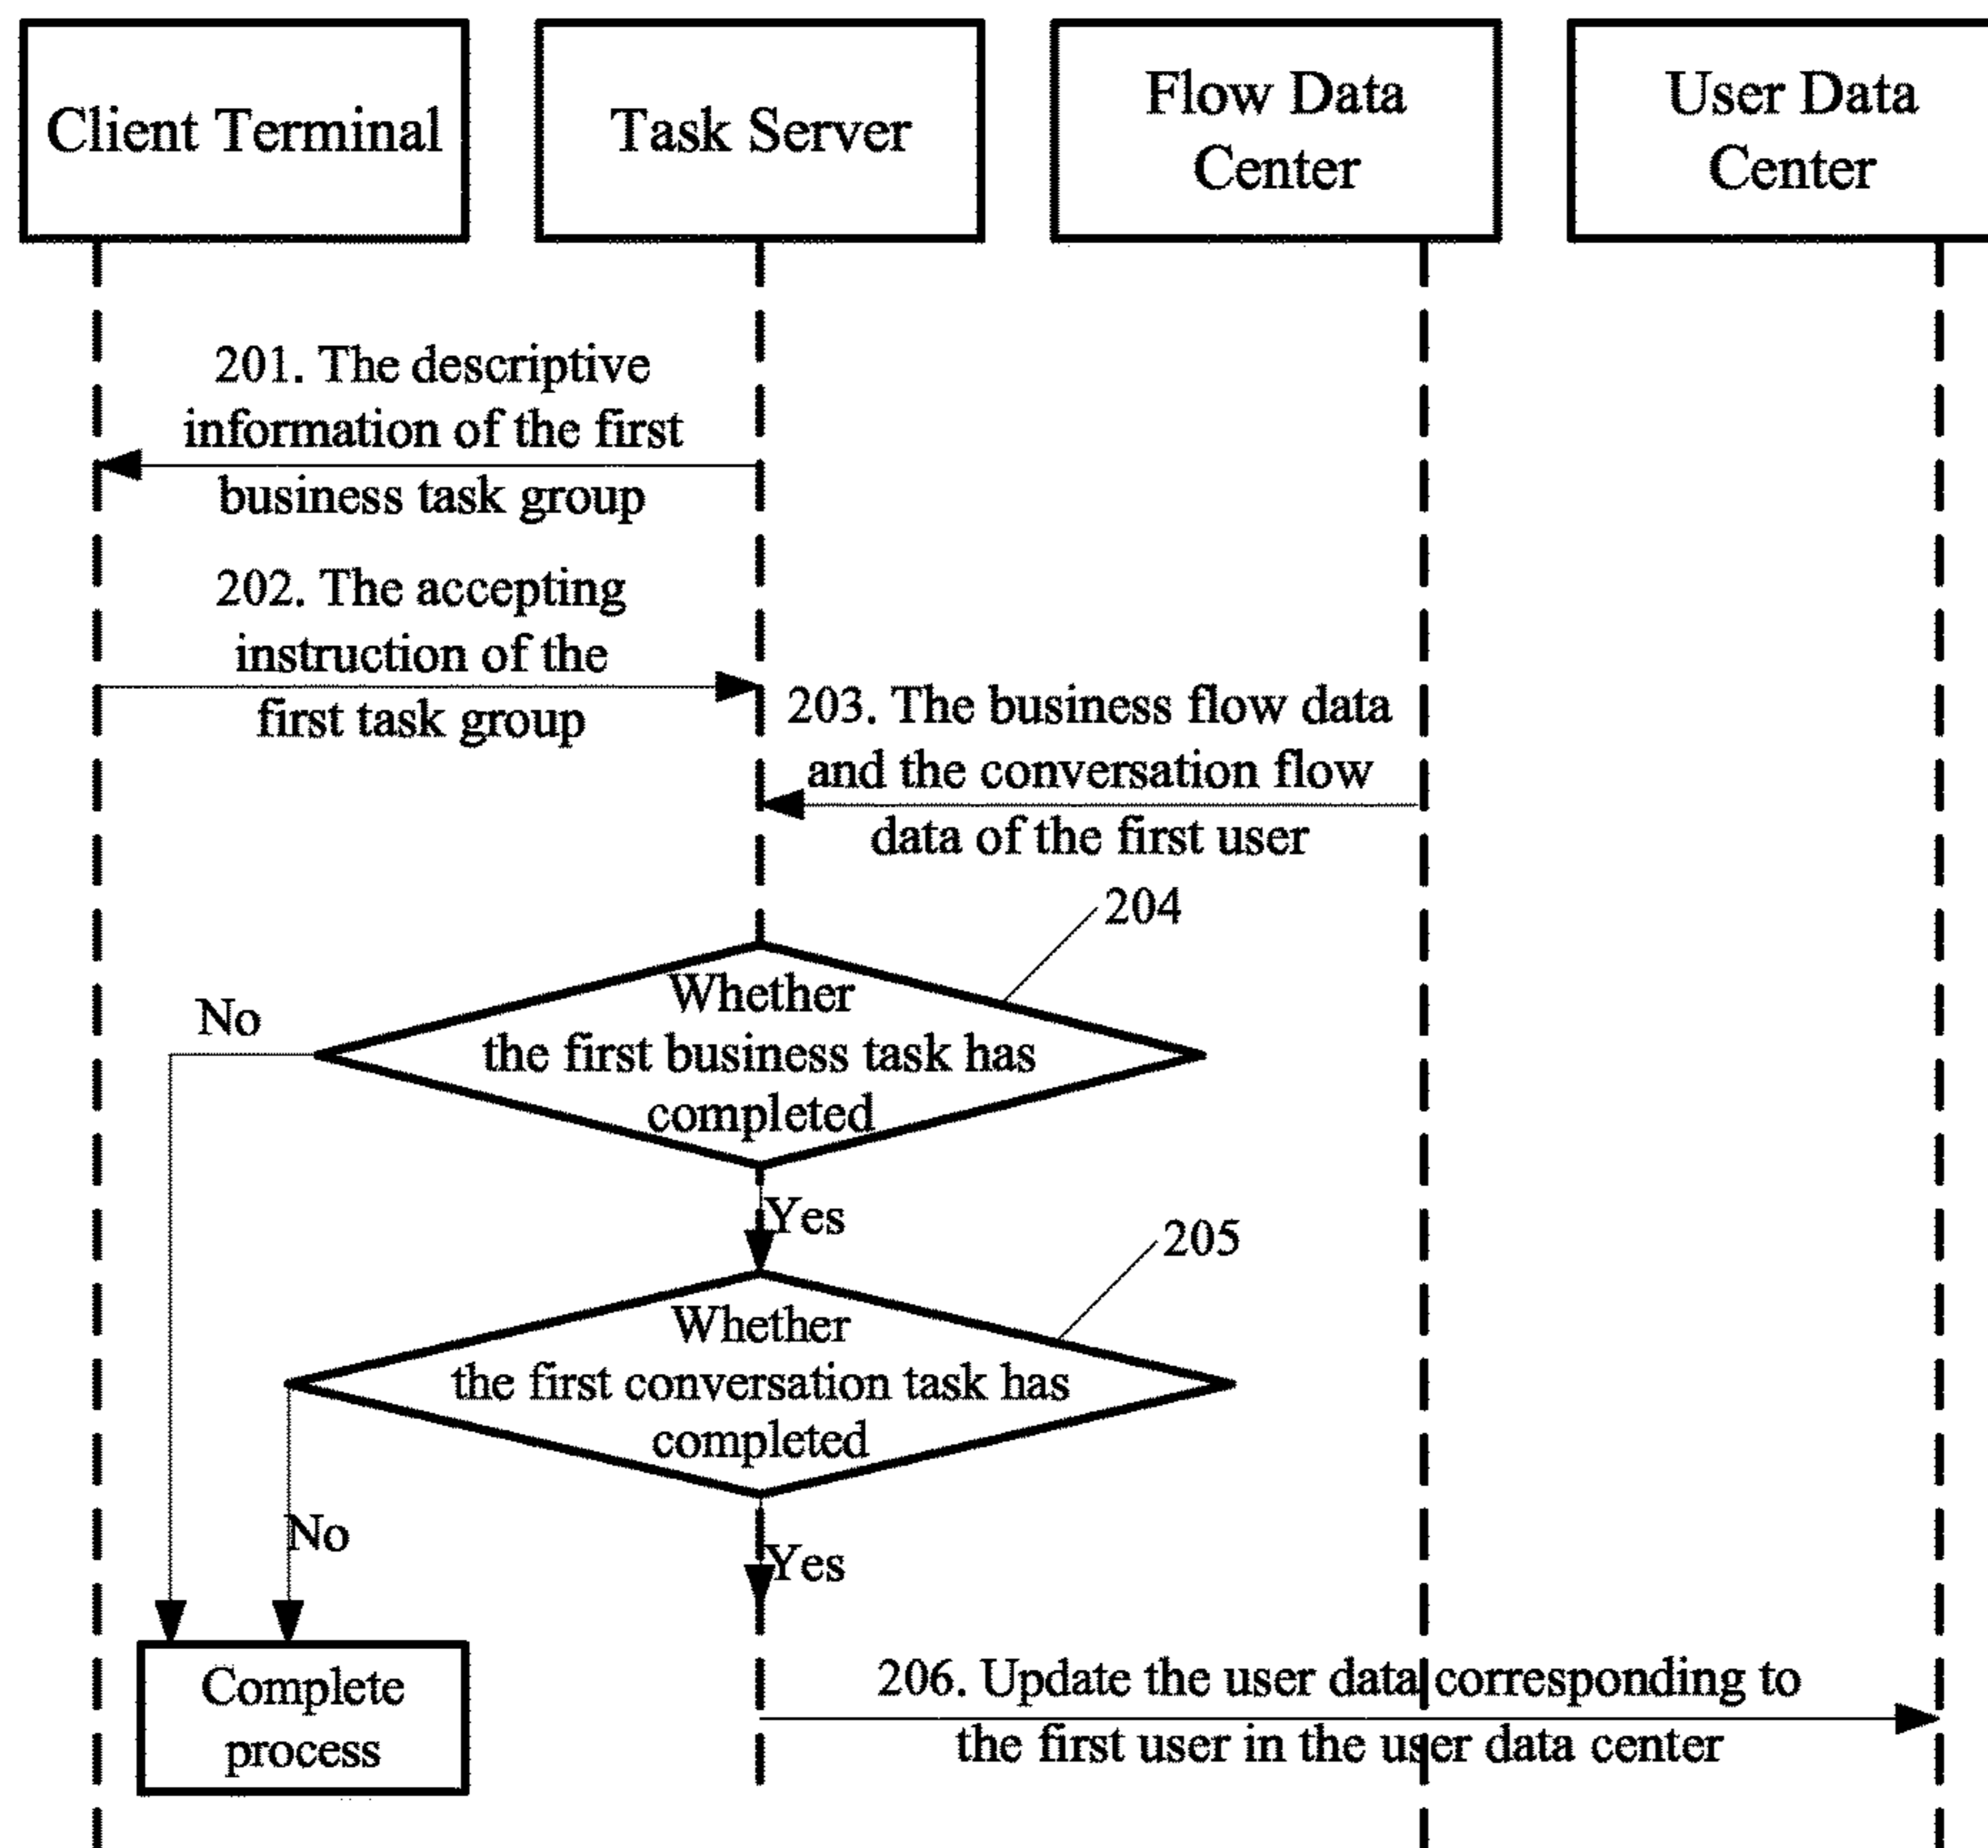 Client Terminal
Task Server
Flow Data
Center
User Data
Center
201. The descriptive
information of the first
business task group
202. The accepting
instruction of the
first task group
203. The business flow data
and the conversation flow
data of the first user
204
Whether
the first business task has
completed
No
Yes
205
Whether
the first conversation task has
completed
No
Yes
Complete
process
206. Update the user data corresponding to
the first user in the user data center